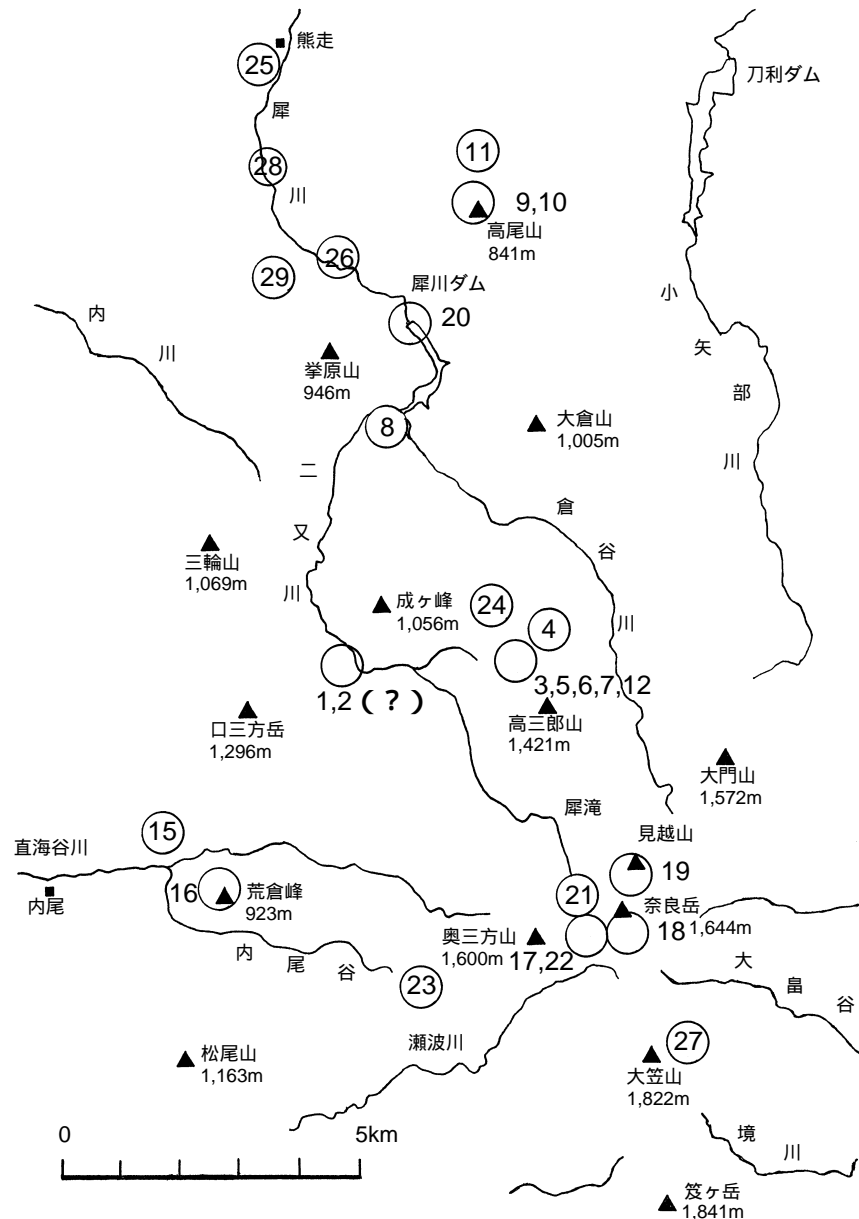 熊走
25
犀
刀利ダム
11
28
川
9,10
高尾山
841m
26
29
犀川ダム
小
内
20
矢
川
挙原山
946m
部
大倉山
1,005m
8
川
二
倉
又
谷
三輪山
1,069m
川
成ヶ峰
1,056m
24
4
川
3,5,6,7,12
1,2(?)
高三郎山
1,421m
口三方岳
1,296m
大門山
1,572m
犀滝
見越山
15
直海谷川
19
16
荒倉峰
923m
内尾
21
奈良岳
1,644m
18
奥三方山
1,600m
17,22
内
尾
谷
大
畠
谷
23
瀬波川
27
松尾山
1,163m
大笠山
1,822m
0
5km
境
川
笈ヶ岳
1,841m